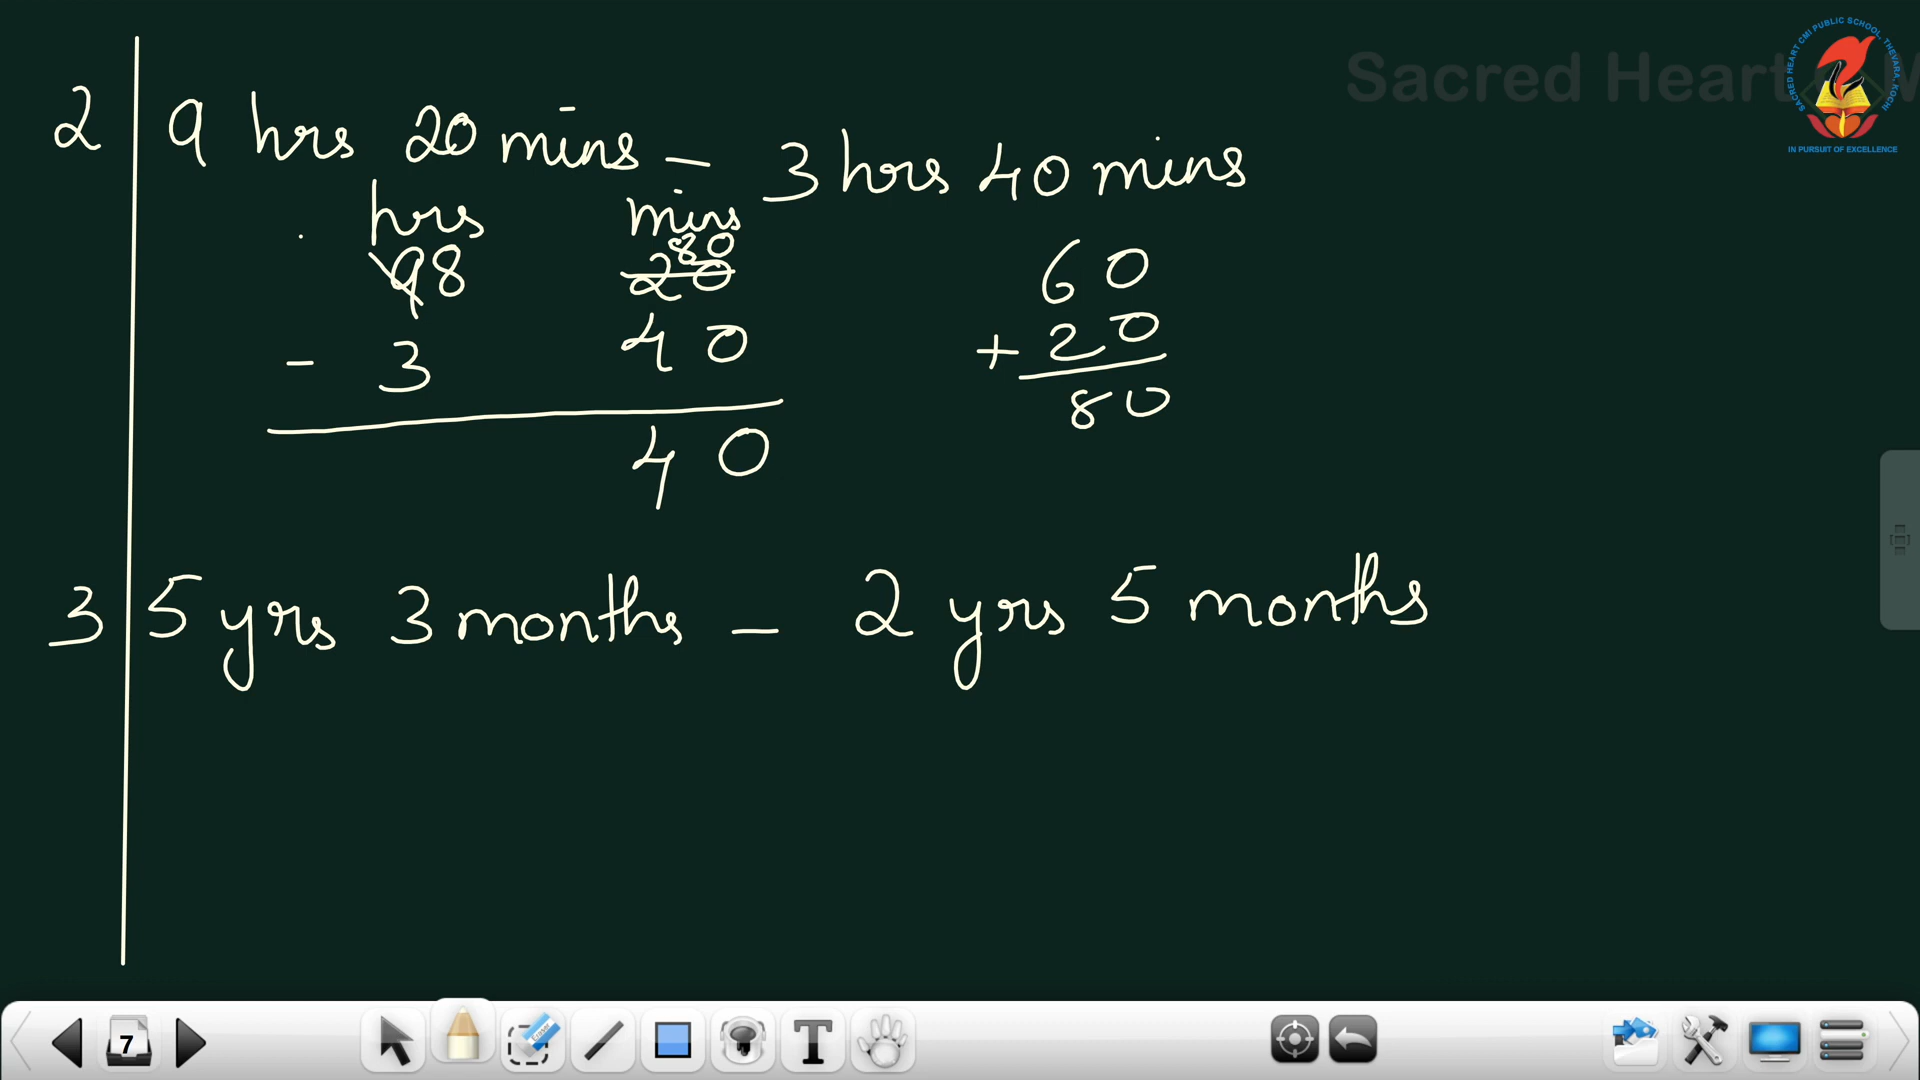 Sacred Heart
SACRED HEART CMI PUBLIC SCHOOL, THEVARA, KOCHI
IN PURSUIT OF EXCELLENCE
2 9 hrs 20 mins - 3 hrs 40 mins
hrs mins
9 8 20 80
- 3 40
40
60
+ 20
80
3 5 yrs 3 months - 2 yrs 5 months
7
T